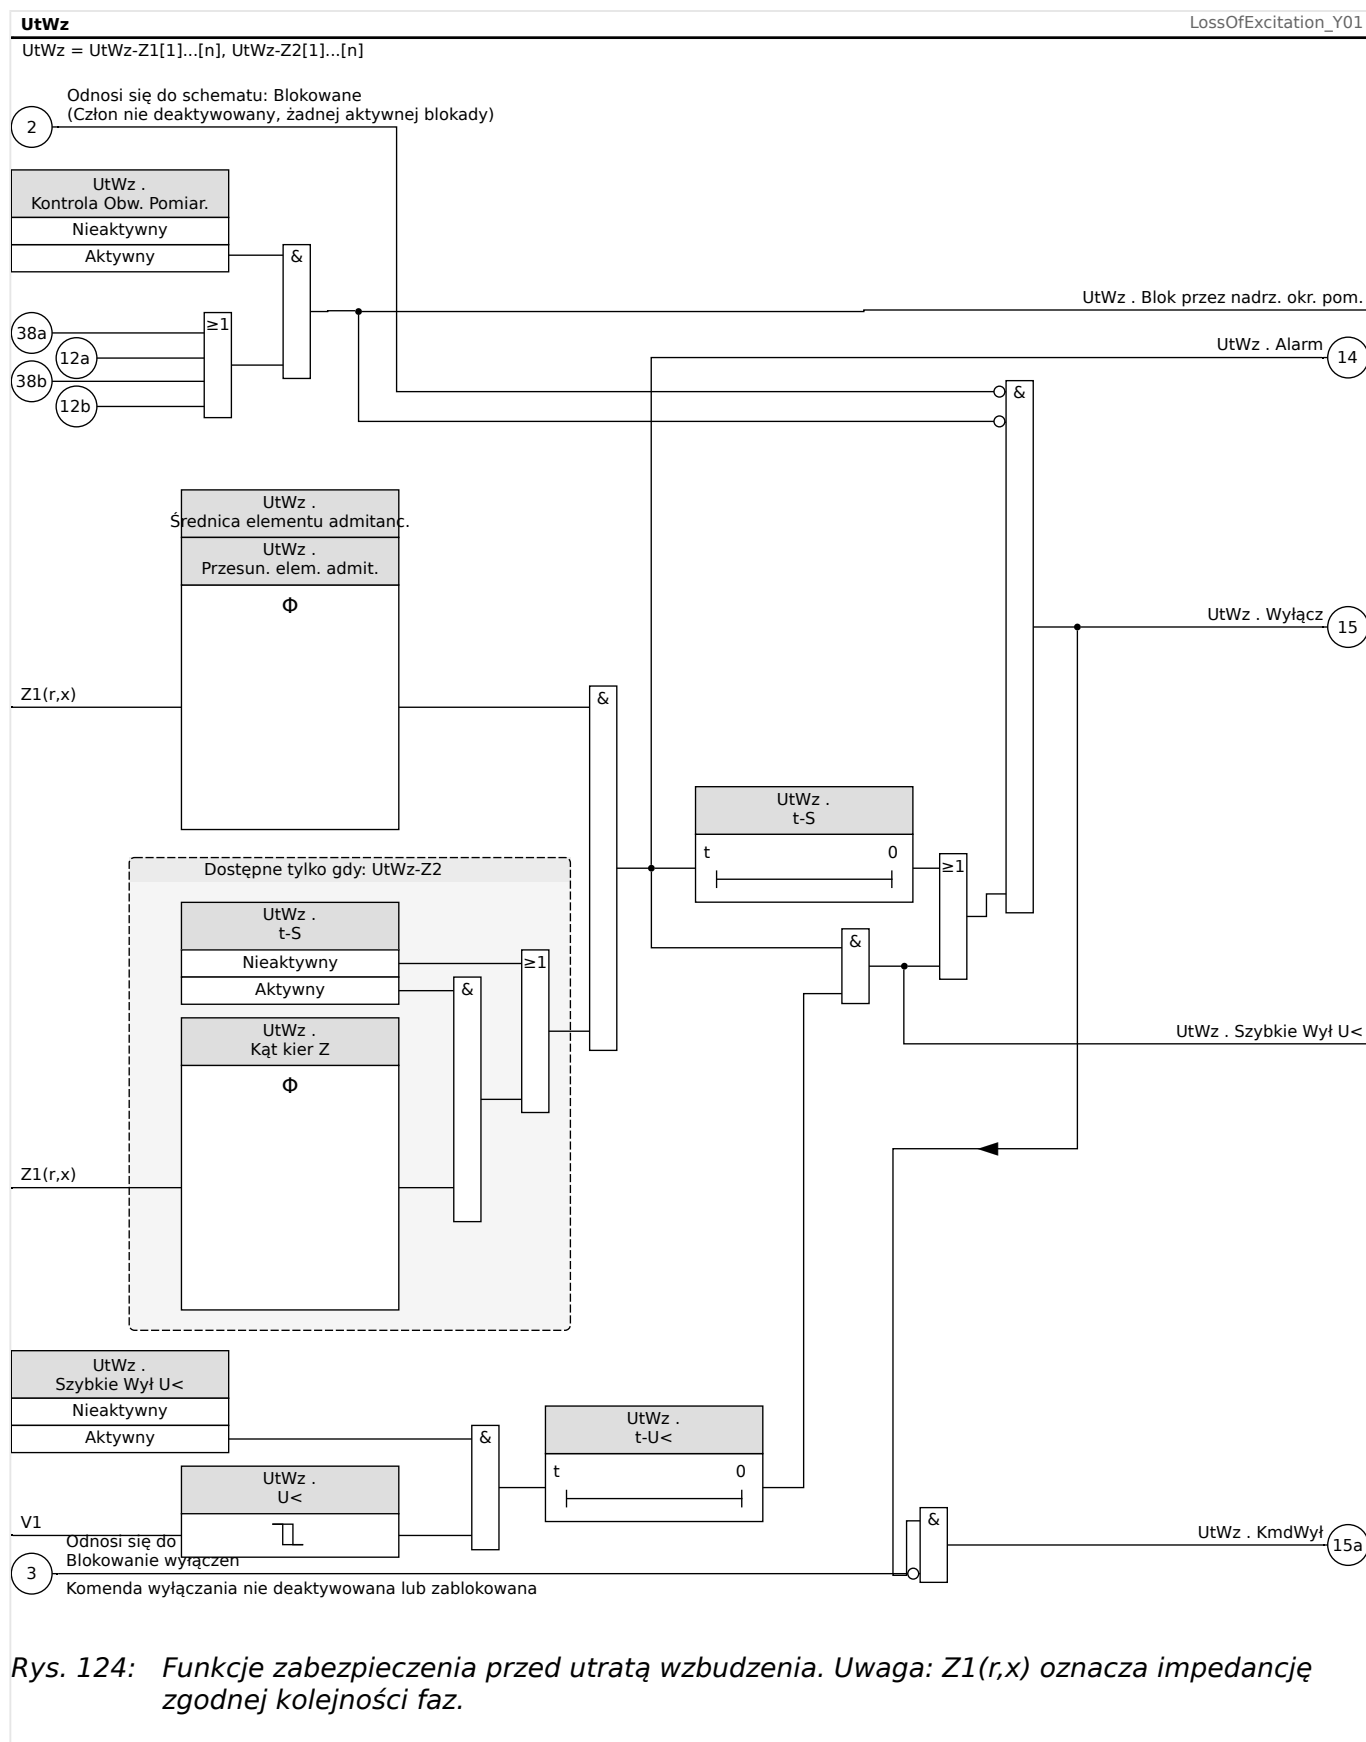 UtWz
LossOfExcitation_Y01
UtWz = UtWz-Z1[1]...[n], UtWz-Z2[1]...[n]
Odnosi się do schematu: Blokowane
(Człon nie deaktywowany, żadnej aktywnej blokady)
2
UtWz .
Kontrola Obw. Pomiar.
Nieaktywny
Aktywny
&
UtWz . Blok przez nadrz. okr. pom.
38a
≥1
12a
38b
12b
UtWz . Alarm
14
&
UtWz .
Średnica elementu admitanc.
UtWz .
Przesun. elem. admit.
Φ
UtWz . Wyłącz
15
Z1(r,x)
&
UtWz .
t-S
t 0
≥1
Dostępne tylko gdy: UtWz-Z2
UtWz .
t-S
Nieaktywny
Aktywny
≥1
&
&
UtWz .
Kąt kier Z
Φ
UtWz . Szybkie Wył U<
Z1(r,x)
UtWz .
Szybkie Wył U<
Nieaktywny
Aktywny
&
UtWz .
t-U<
t 0
UtWz .
U<
V1
Odnosi się do
Blokowanie wyłączeń
3
Komenda wyłączania nie deaktywowana lub zablokowana
&
UtWz . KmdWył
15a
Rys. 124: Funkcje zabezpieczenia przed utratą wzbudzenia. Uwaga: Z1(r,x) oznacza impedancję
zgodnej kolejności faz.